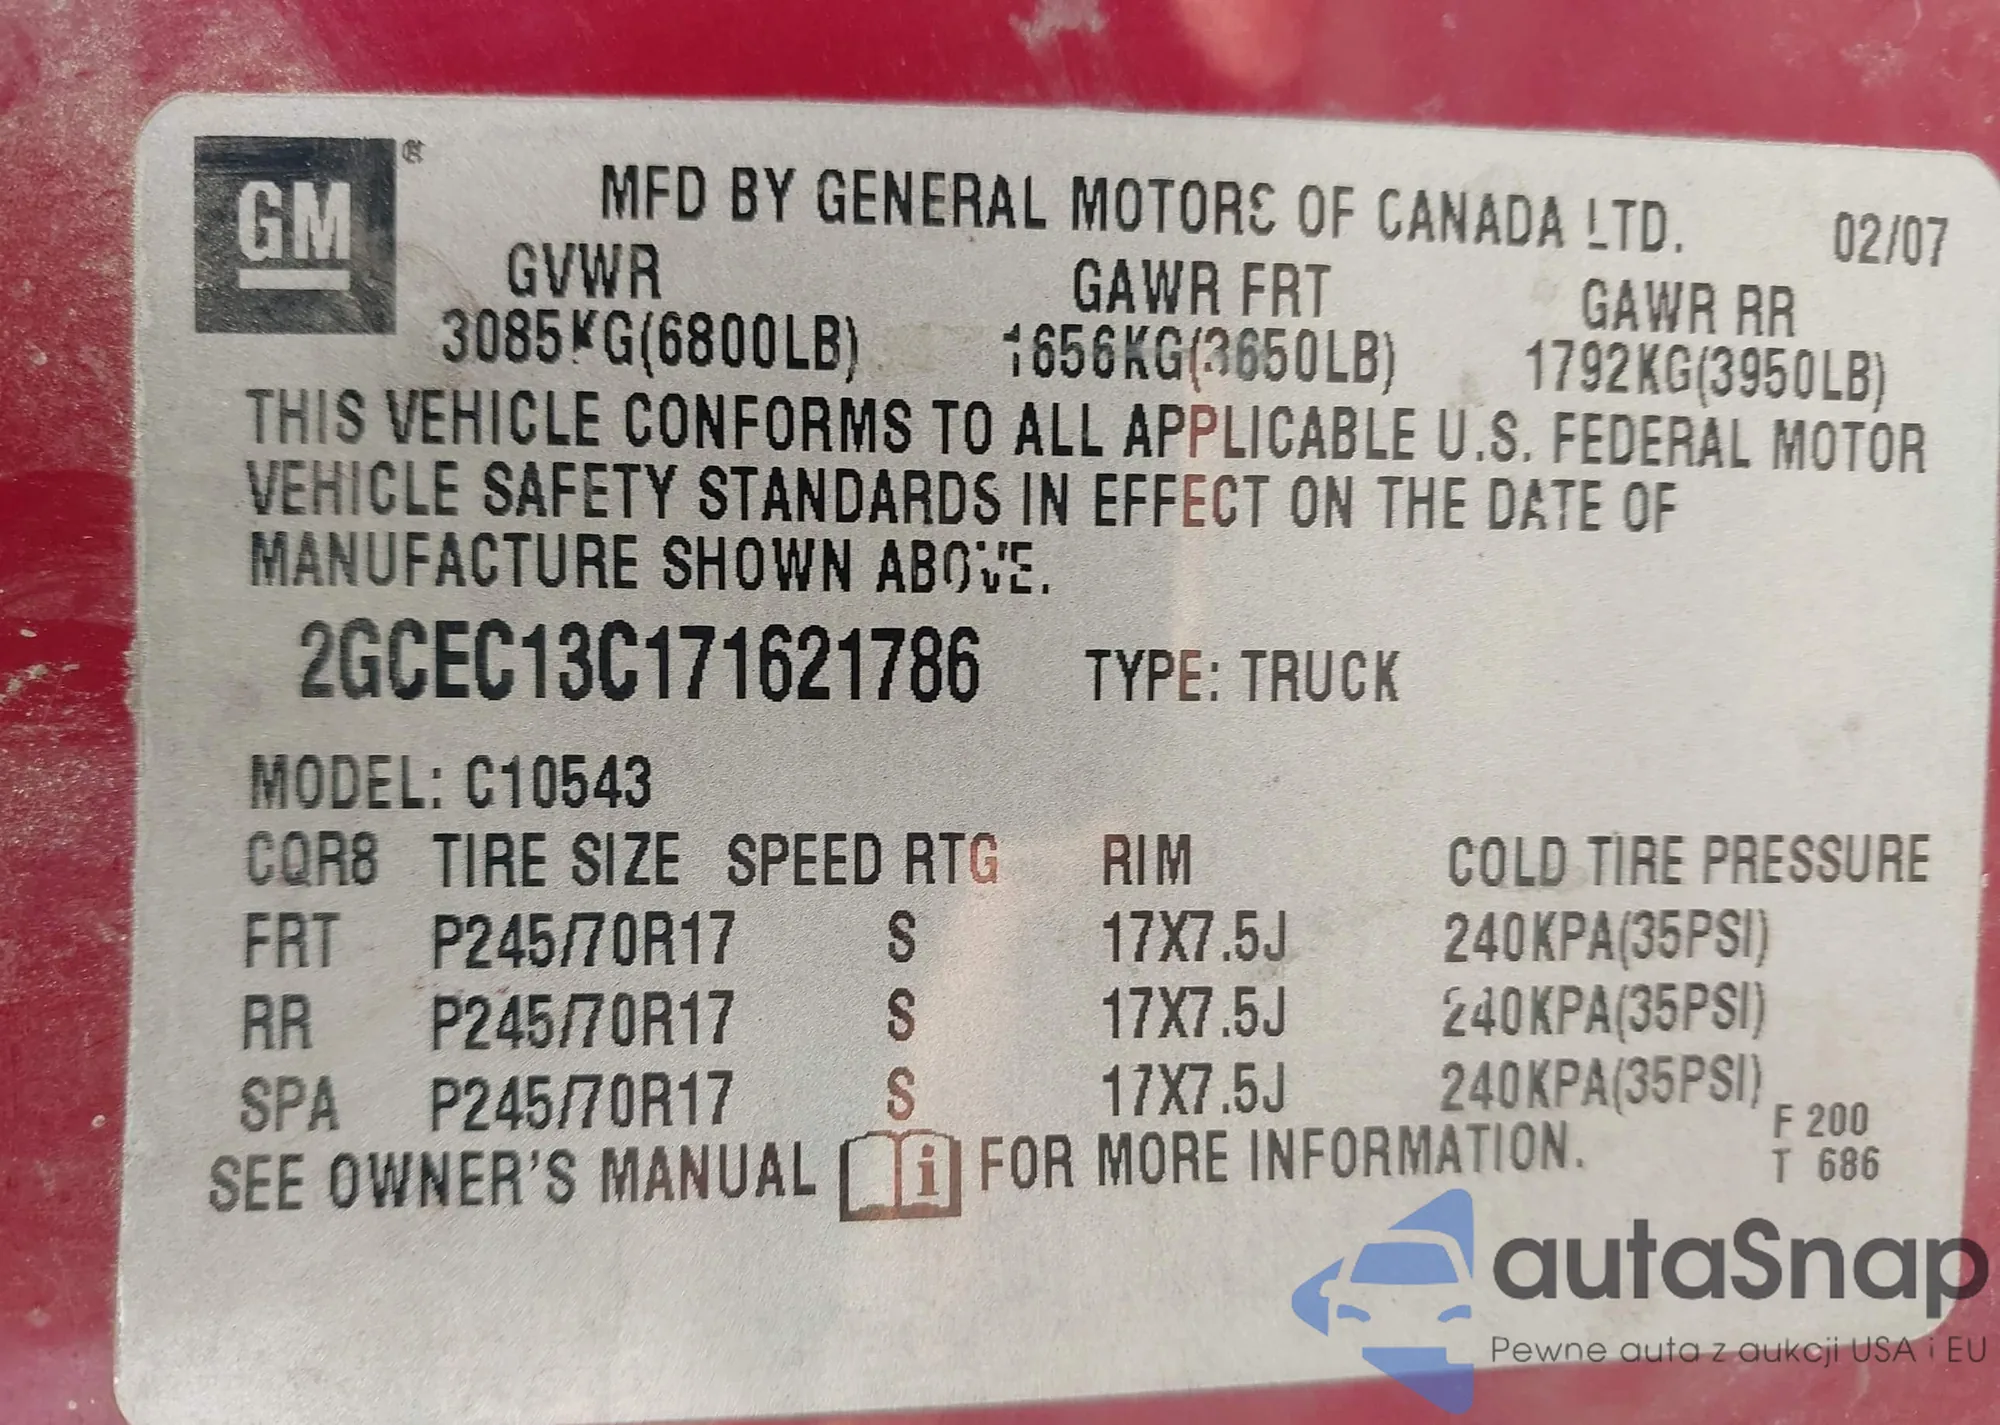 GM ®
MFD BY GENERAL MOTORS OF CANADA LTD. 02/07
GVWR GAWR FRT GAWR RR
3085KG(6800LB) 1656KG(3650LB) 1792KG(3950LB)
THIS VEHICLE CONFORMS TO ALL APPLICABLE U.S. FEDERAL MOTOR
VEHICLE SAFETY STANDARDS IN EFFECT ON THE DATE OF
MANUFACTURE SHOWN ABOVE.
2GCEC13C171621786 TYPE: TRUCK
MODEL: C10543
CQR8 TIRE SIZE SPEED RTG RIM COLD TIRE PRESSURE
FRT P245/70R17 S 17X7.5J 240KPA(35PSI)
RR P245/70R17 S 17X7.5J 240KPA(35PSI)
SPA P245/70R17 S 17X7.5J 240KPA(35PSI)
F 200
SEE OWNER'S MANUAL i FOR MORE INFORMATION. T 686
autaSnap
Pewne auta z aukcji USA i EU